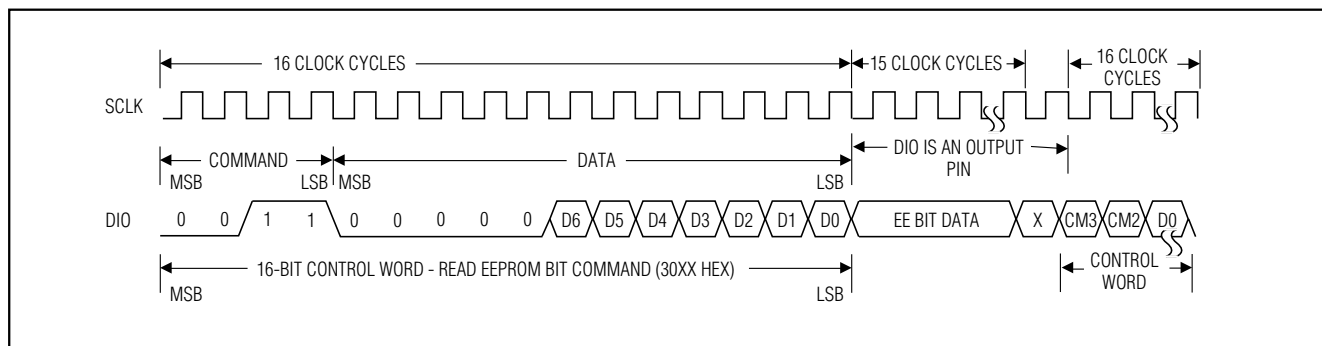 16 CLOCK CYCLES 15 CLOCK CYCLES 16 CLOCK
CYCLES
SCLK
DIO IS AN OUTPUT
PIN
COMMAND DATA
MSB LSB MSB LSB
DIO 0 0 1 1 0 0 0 0 0 D6 D5 D4 D3 D2 D1 D0 EE BIT DATA X CM3 CM2 D0
16-BIT CONTROL WORD - READ EEPROM BIT COMMAND (30XX HEX) CONTROL
WORD
MSB LSB